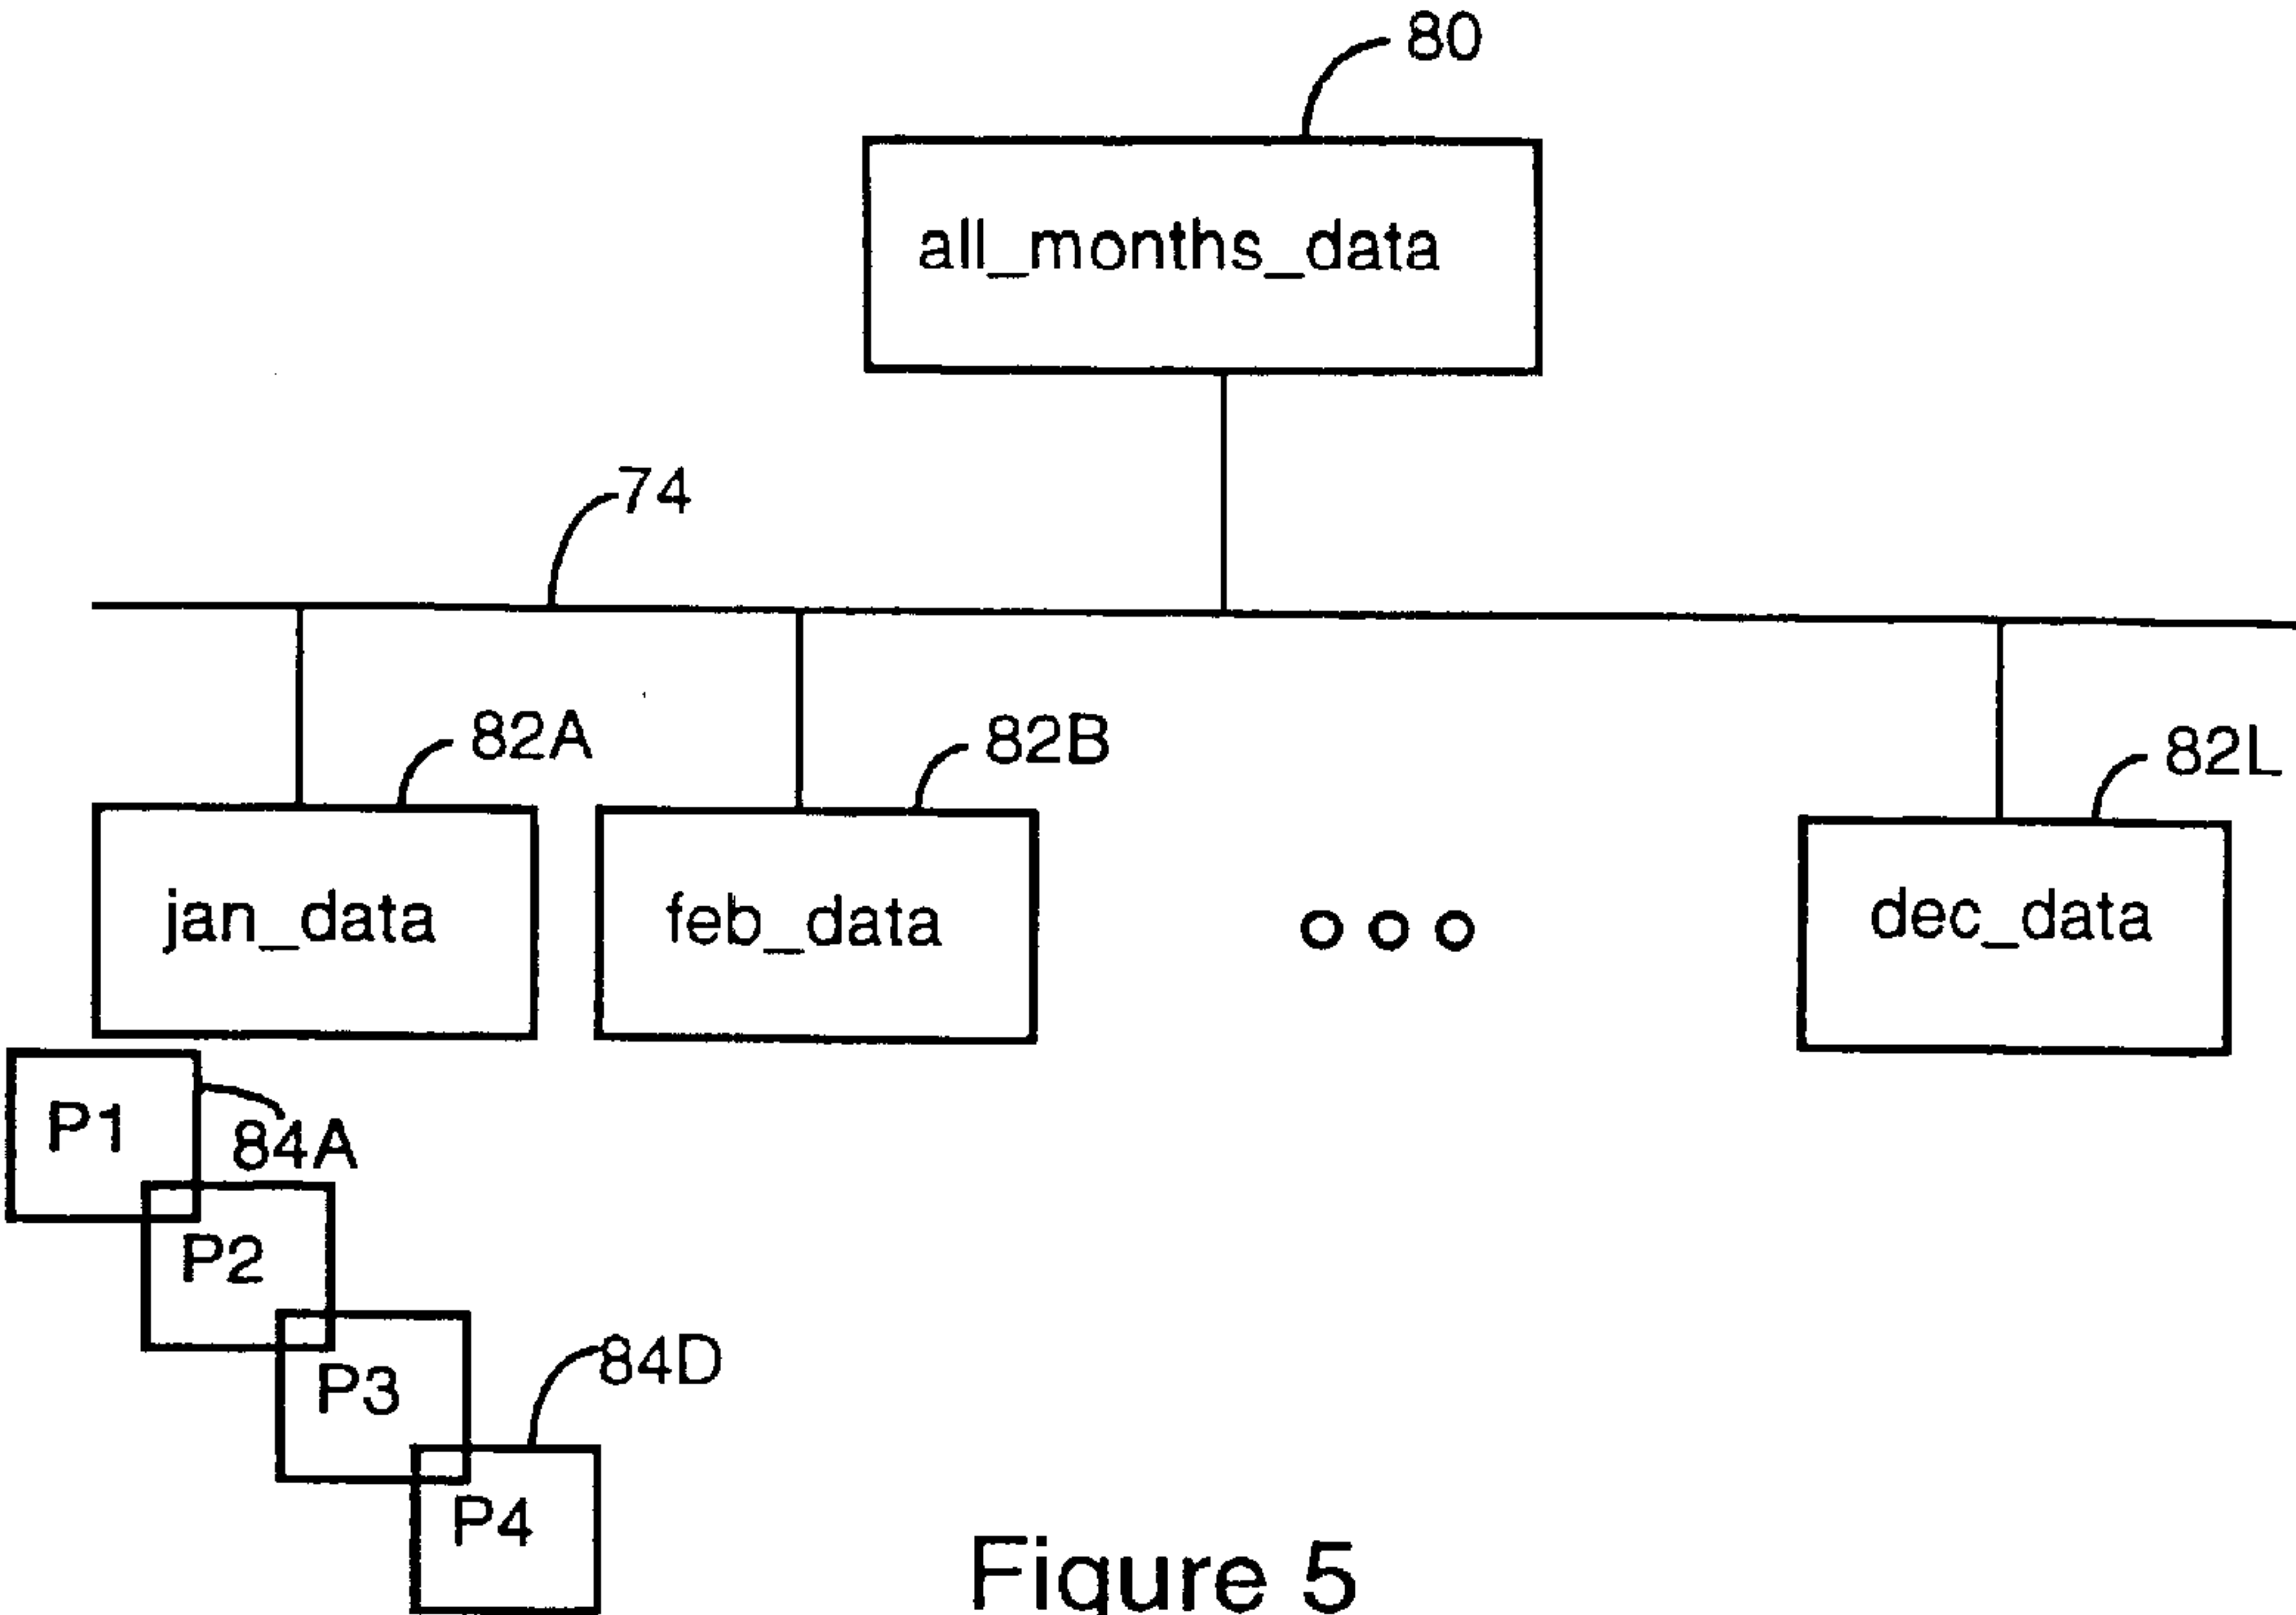 80
all_months_data
74
82A
82B
82L
jan_data
feb_data
dec_data
P1
84A
P2
P3
84D
P4
Figure 5